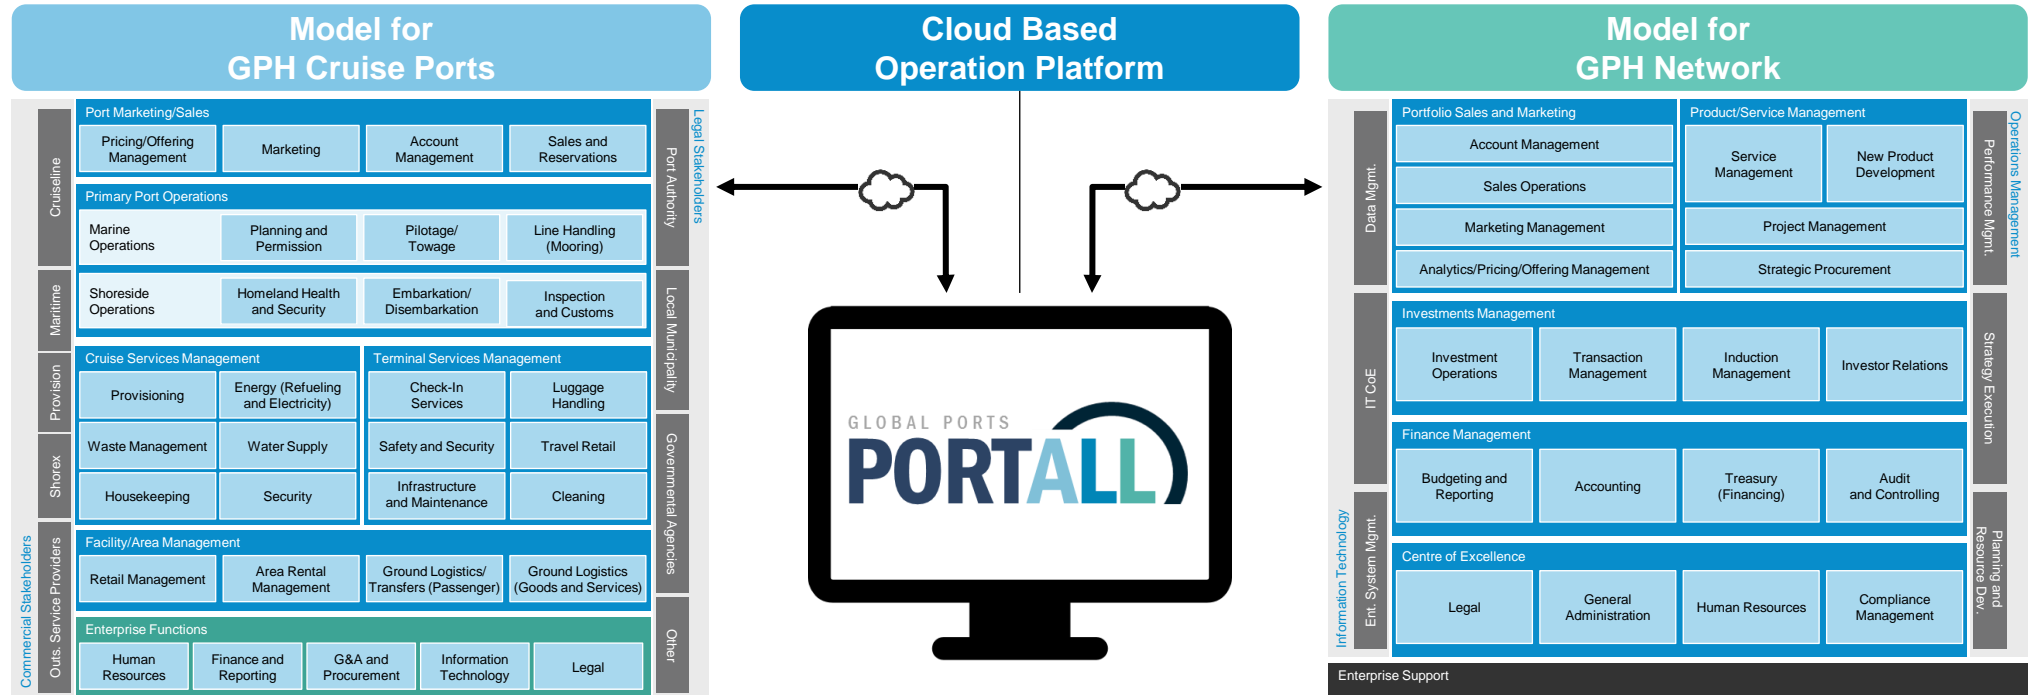 Model for
GPH Cruise Ports
Cloud Based
Operation Platform
Model for
GPH Network
Commercial Stakeholders
Cruiseline
Maritime
Provision
Shorex
Outs. Service Providers
Port Marketing/Sales
Pricing/Offering
Management
Marketing
Account
Management
Sales and
Reservations
Primary Port Operations
Marine
Operations
Planning and
Permission
Pilotage/
Towage
Line Handling
(Mooring)
Shoreside
Operations
Homeland Health
and Security
Embarkation/
Disembarkation
Inspection
and Customs
Cruise Services Management
Provisioning
Energy (Refueling
and Electricity)
Waste Management
Water Supply
Housekeeping
Security
Terminal Services Management
Check-In
Services
Luggage
Handling
Safety and Security
Travel Retail
Infrastructure
and Maintenance
Cleaning
Facility/Area Management
Retail Management
Area Rental
Management
Ground Logistics/
Transfers (Passenger)
Ground Logistics
(Goods and Services)
Enterprise Functions
Human
Resources
Finance and
Reporting
G&A and
Procurement
Information
Technology
Legal
Legal Stakeholders
Port Authority
Local Municipality
Governmental Agencies
Other
GLOBAL PORTS
PORTALL
Information Technology
Data Mgmt.
IT CoE
Ent. System Mgmt.
Portfolio Sales and Marketing
Account Management
Sales Operations
Marketing Management
Analytics/Pricing/Offering Management
Product/Service Management
Service
Management
New Product
Development
Project Management
Strategic Procurement
Investments Management
Investment
Operations
Transaction
Management
Induction
Management
Investor Relations
Finance Management
Budgeting and
Reporting
Accounting
Treasury
(Financing)
Audit
and Controlling
Centre of Excellence
Legal
General
Administration
Human Resources
Compliance
Management
Operations Management
Performance Mgmt.
Strategy Execution
Planning and
Resource Dev.
Enterprise Support